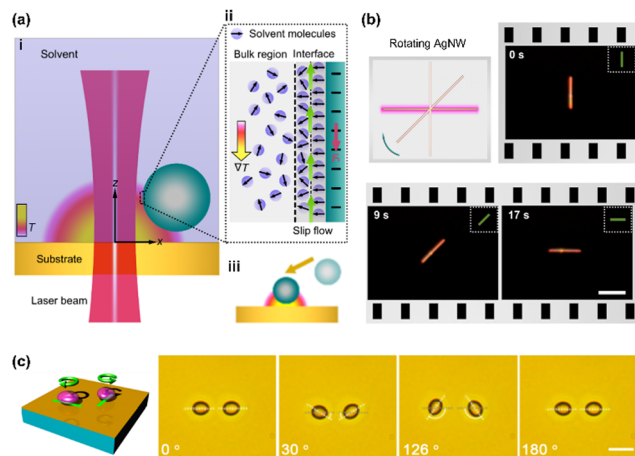 (a)
i
Solvent
z
T
x
Substrate
Laser beam
ii
Solvent molecules
Bulk region Interface
∇T
Slip flow
iii
(b)
Rotating AgNW
0 s
9 s
17 s
(c)
0 °
30 °
126 °
180 °